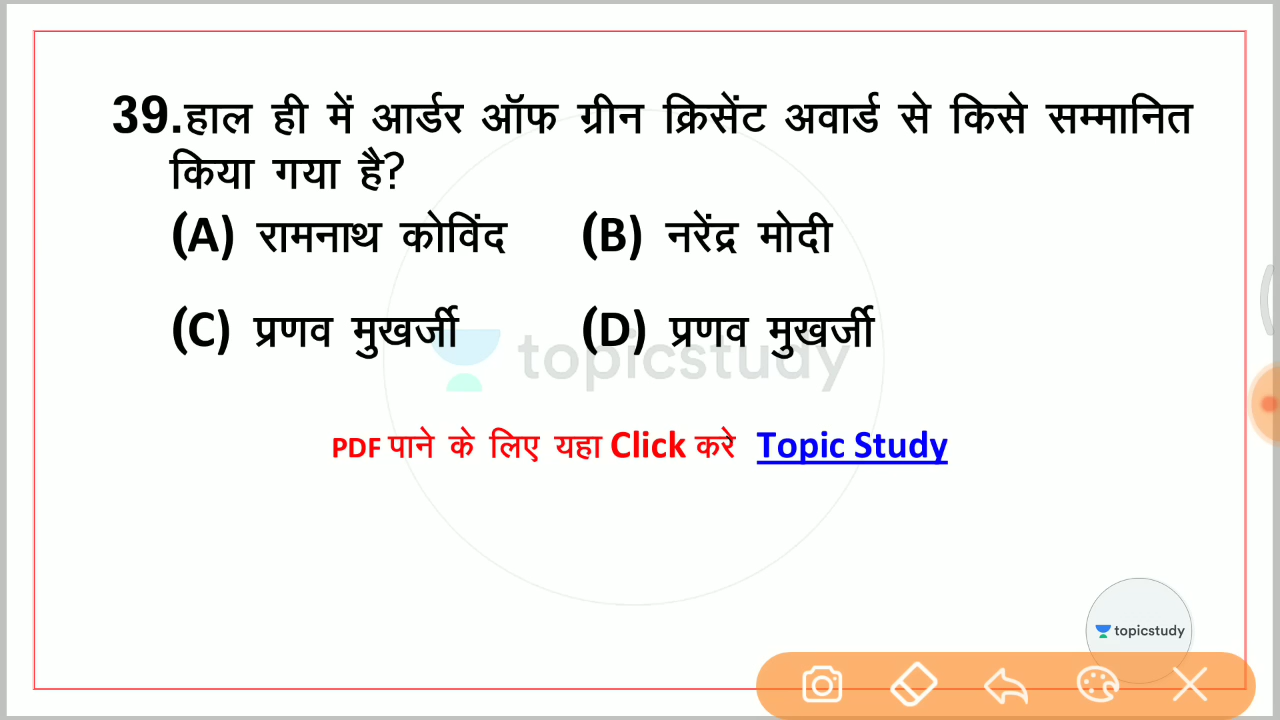 39.हाल ही में आर्डर ऑफ ग्रीन क्रिसेंट अवार्ड से किसे सम्मानित
किया गया है?
(A) रामनाथ कोविंद (B) नरेंद्र मोदी
(C) प्रणव मुखर्जी (D) प्रणव मुखर्जी
topicstudy
PDF पाने के लिए यहा Click करे Topic Study
topicstudy